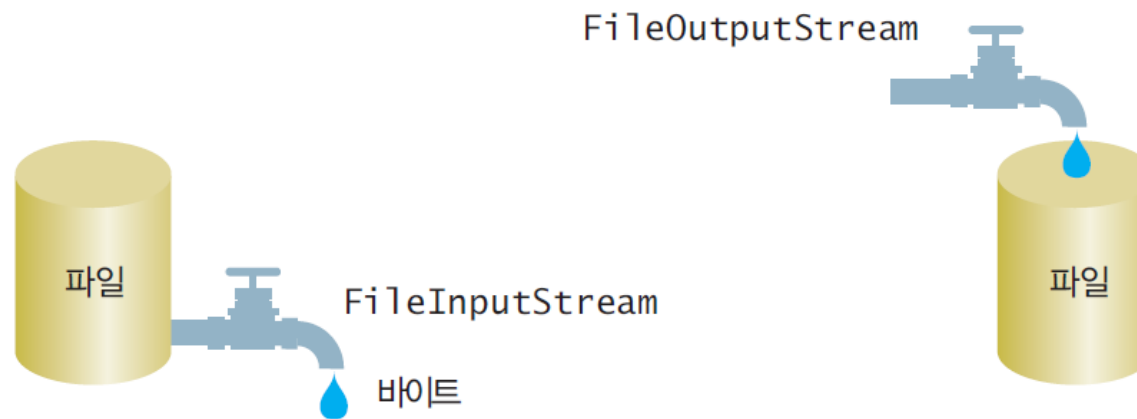 FileOutputStream
파일
FileInputStream
바이트
파일